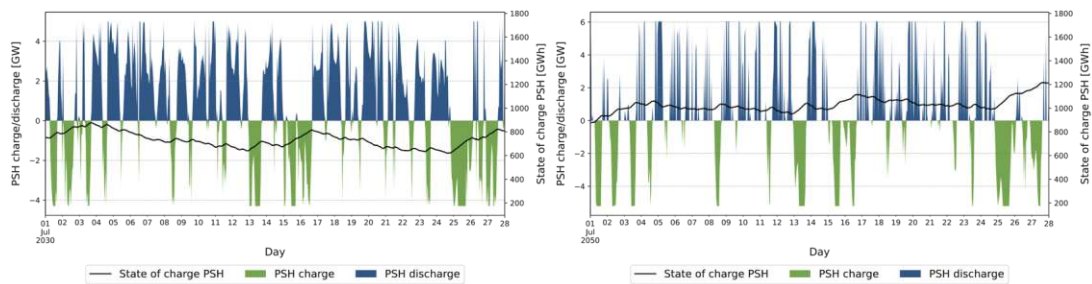 PSH charge/discharge [GW]
4
2
0
−2
−4
1800
1600
1400
1200
1000
800
600
400
200
State of charge PSH [GWh]
01 02 03 04 05 06 07 08 09 10 11 12 13 14 15 16 17 18 19 20 21 22 23 24 25 26 27 28
Jul
2030
Day
State of charge PSH PSH charge PSH discharge
PSH charge/discharge [GW]
6
4
2
0
−2
−4
1800
1600
1400
1200
1000
800
600
400
200
State of charge PSH [GWh]
01 02 03 04 05 06 07 08 09 10 11 12 13 14 15 16 17 18 19 20 21 22 23 24 25 26 27 28
Jul
2050
Day
State of charge PSH PSH charge PSH discharge